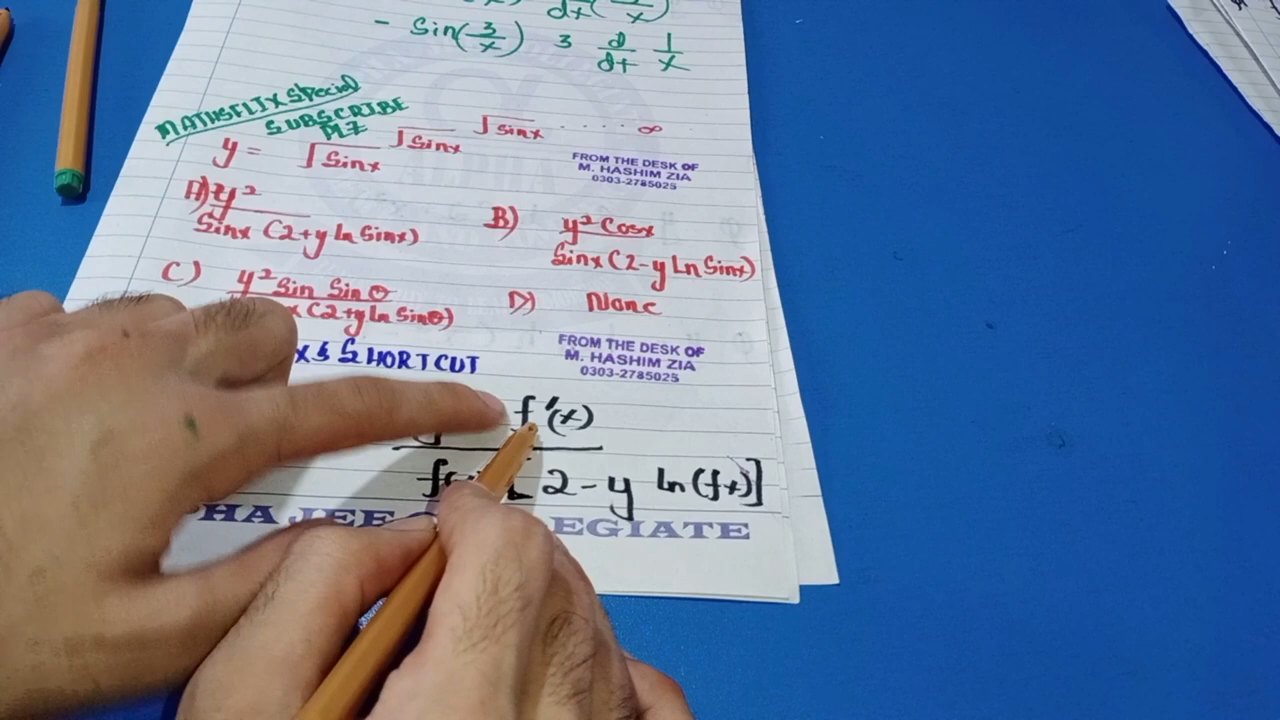 - Sin(3/x) 3 d/dt 1/x
MATHSFLIX Special
SUBSCRIBE
PLZ
y = √Sinx √Sinx √Sinx ..... ∞
FROM THE DESK OF
M. HASHIM ZIA
0303-2785025
A) y²
Sinx (2+y ln Sinx)
B) y² Cosx
Sinx (2-y Ln Sinx)
C) y² Sin Sinθ
x (2+y Ln Sinθ)
D) None
SHORTCUT
FROM THE DESK OF
M. HASHIM ZIA
0303-2785025
f'(x)
2-y ln(fx)]
HAJEE EGIATE